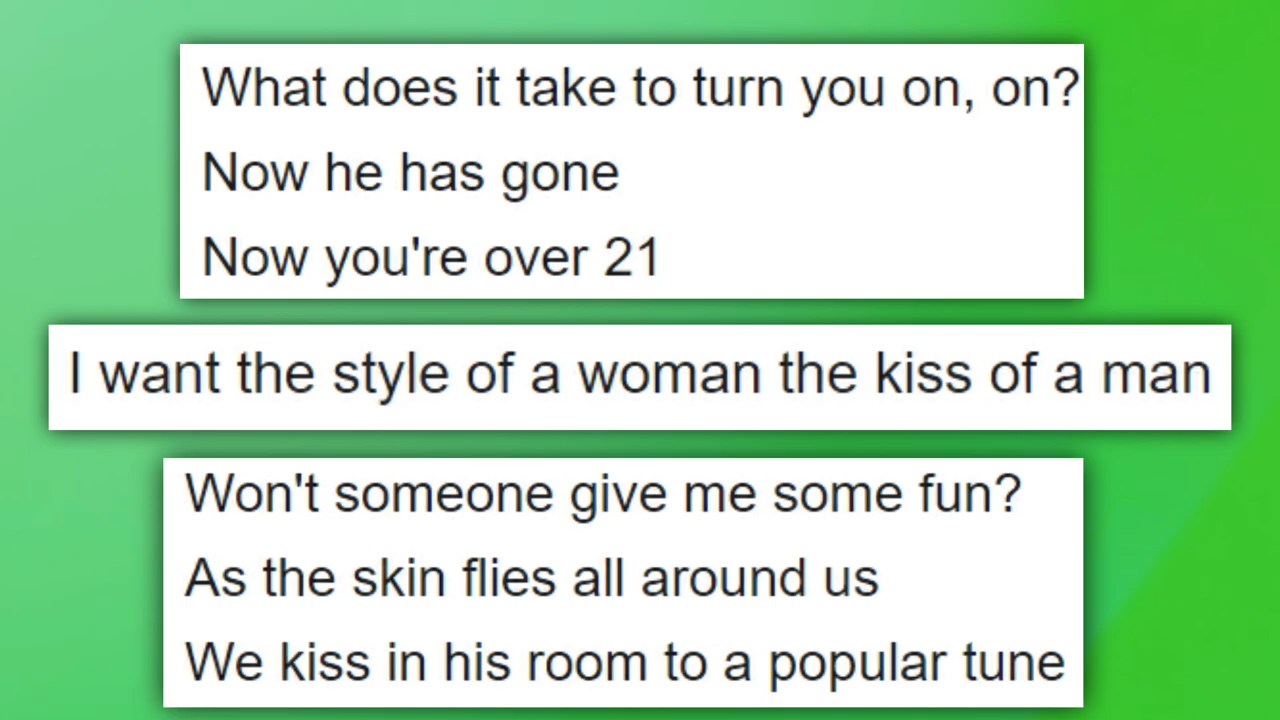 What does it take to turn you on, on?
Now he has gone
Now you're over 21
I want the style of a woman the kiss of a man
Won't someone give me some fun?
As the skin flies all around us
We kiss in his room to a popular tune